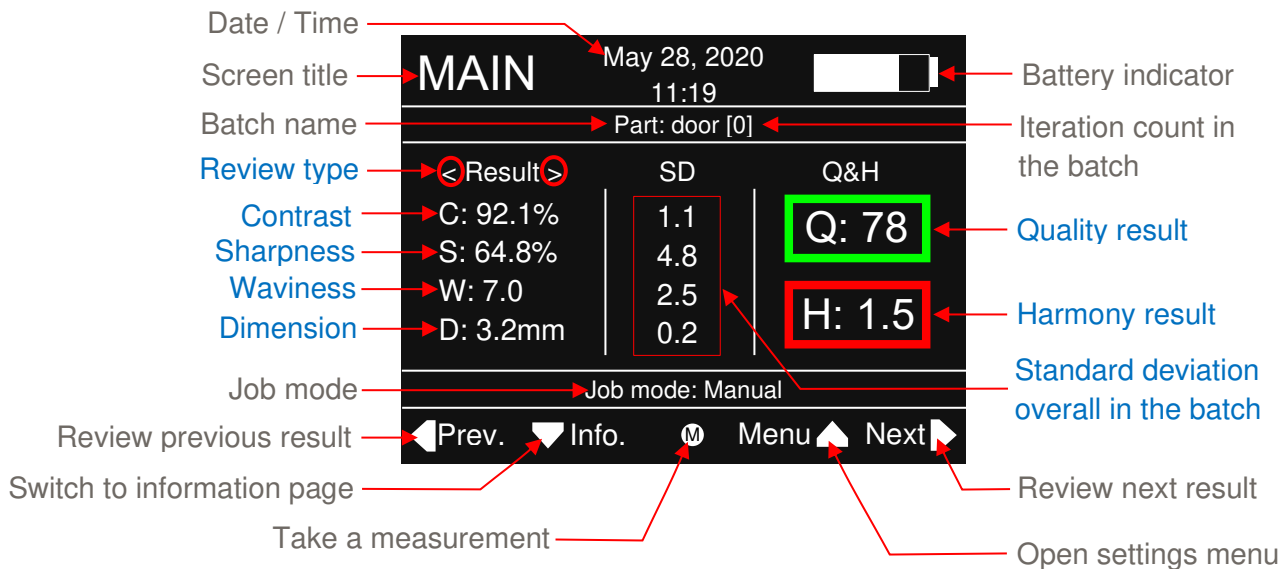 Date / Time
Screen title
Batch name
Review type
Contrast
Sharpness
Waviness
Dimension
Job mode
Review previous result
Switch to information page
Take a measurement
MAIN
May 28, 2020
11:19
Part: door [0]
< Result >
SD
Q&H
C: 92.1%
1.1
S: 64.8%
4.8
W: 7.0
2.5
D: 3.2mm
0.2
Q: 78
H: 1.5
Job mode: Manual
Prev.
Info.
M
Menu
Next
Battery indicator
Iteration count in
the batch
Quality result
Harmony result
Standard deviation
overall in the batch
Review next result
Open settings menu